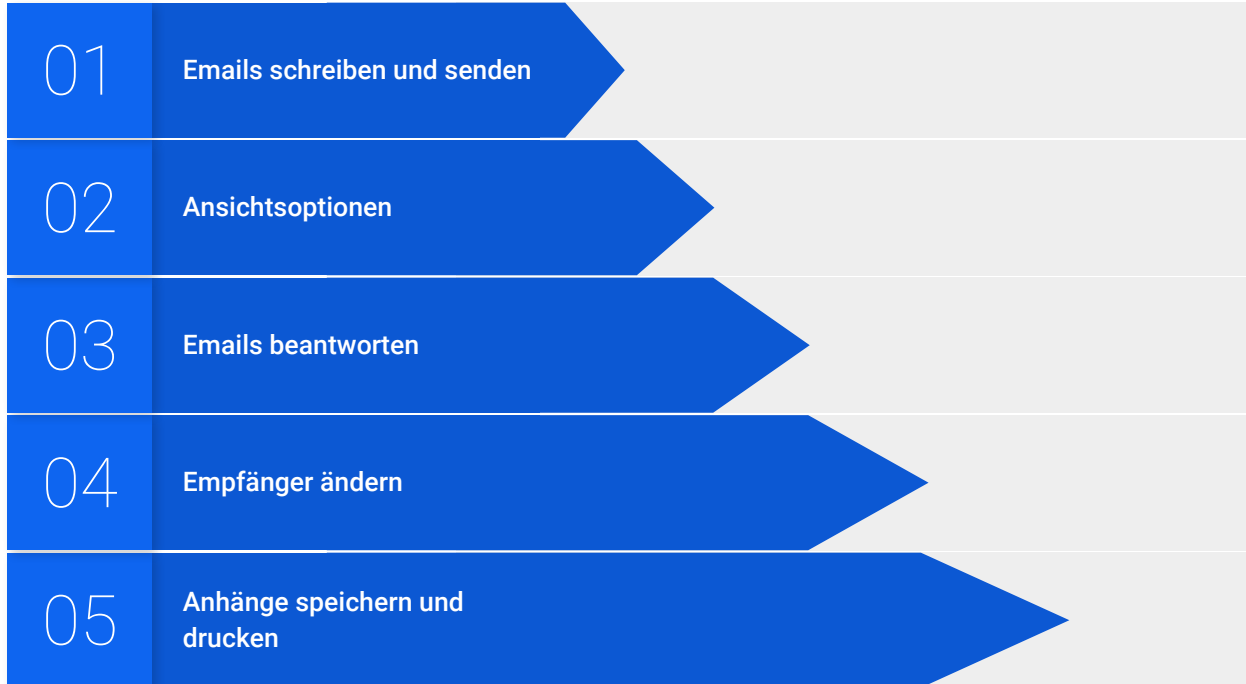 01
Emails schreiben und senden
02
Ansichtsoptionen
03
Emails beantworten
04
Empfänger ändern
05
Anhänge speichern und
drucken